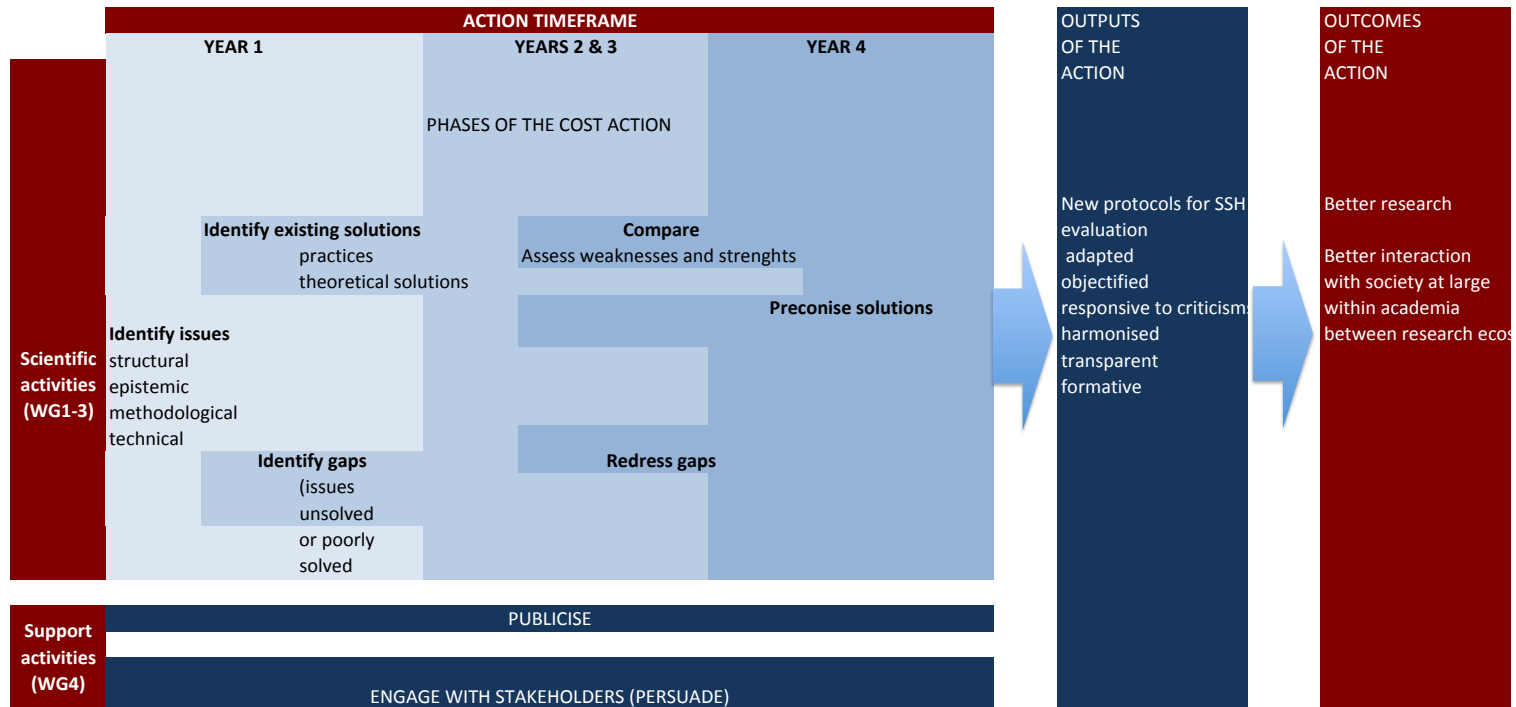 ACTION TIMEFRAME
YEAR 1
YEARS 2 & 3
YEAR 4
PHASES OF THE COST ACTION
Scientific
activities
(WG1-3)
Identify issues
structural
epistemic
methodological
technical
Identify existing solutions
practices
theoretical solutions
Identify gaps
(issues
unsolved
or poorly
solved
Compare
Assess weaknesses and strenghts
Redress gaps
Preconise solutions
Support
activities
(WG4)
PUBLICISE
ENGAGE WITH STAKEHOLDERS (PERSUADE)
OUTPUTS
OF THE
ACTION
New protocols for SSH
evaluation
adapted
objectified
responsive to criticisms
harmonised
transparent
formative
OUTCOMES
OF THE
ACTION
Better research
Better interaction
with society at large
within academia
between research ecos